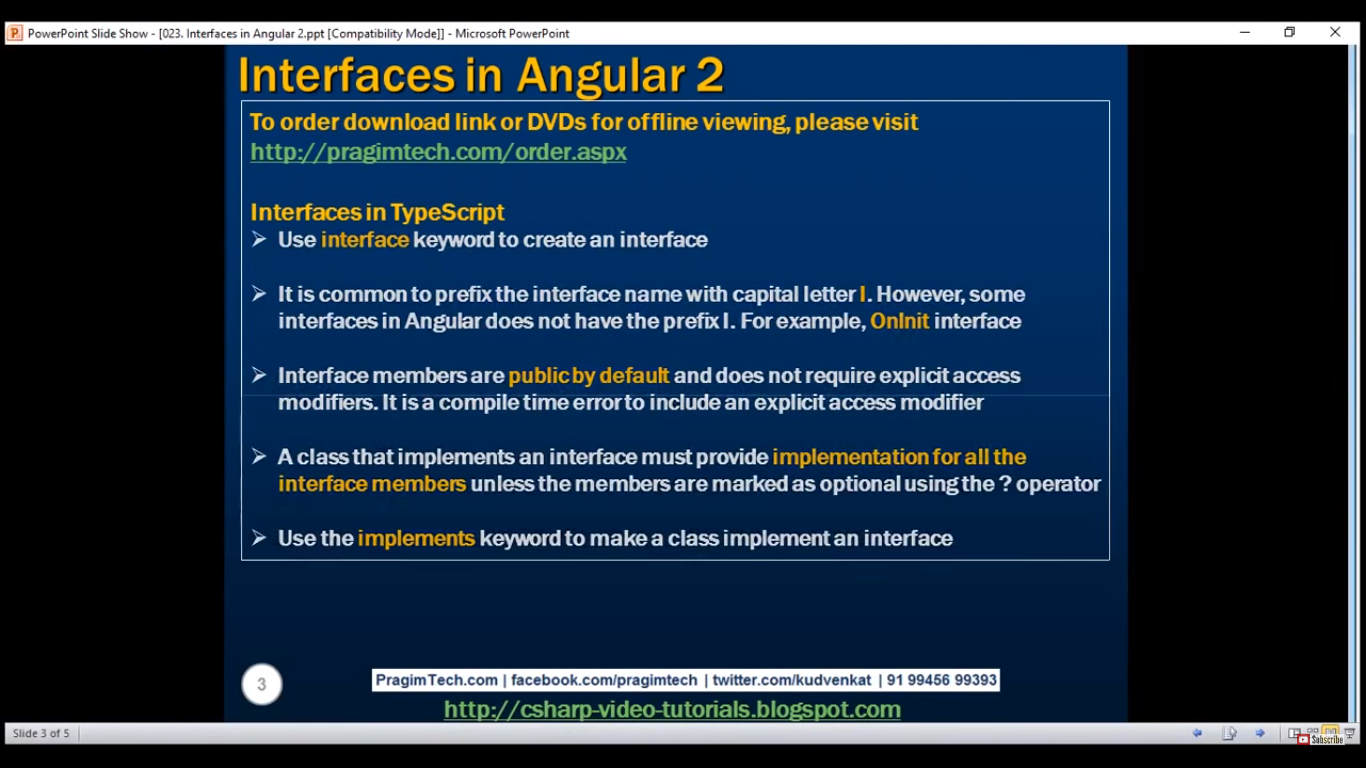 PowerPoint Slide Show - [023. Interfaces in Angular 2.ppt [Compatibility Mode]] - Microsoft PowerPoint
Interfaces in Angular 2
To order download link or DVDs for offline viewing, please visit
http://pragimtech.com/order.aspx
Interfaces in TypeScript
➢ Use interface keyword to create an interface
➢ It is common to prefix the interface name with capital letter I. However, some
interfaces in Angular does not have the prefix I. For example, OnInit interface
➢ Interface members are public by default and does not require explicit access
modifiers. It is a compile time error to include an explicit access modifier
➢ A class that implements an interface must provide implementation for all the
interface members unless the members are marked as optional using the ? operator
➢ Use the implements keyword to make a class implement an interface
3
PragimTech.com | facebook.com/pragimtech | twitter.com/kudvenkat | 91 99456 99393
http://csharp-video-tutorials.blogspot.com
Slide 3 of 5
Subscribe